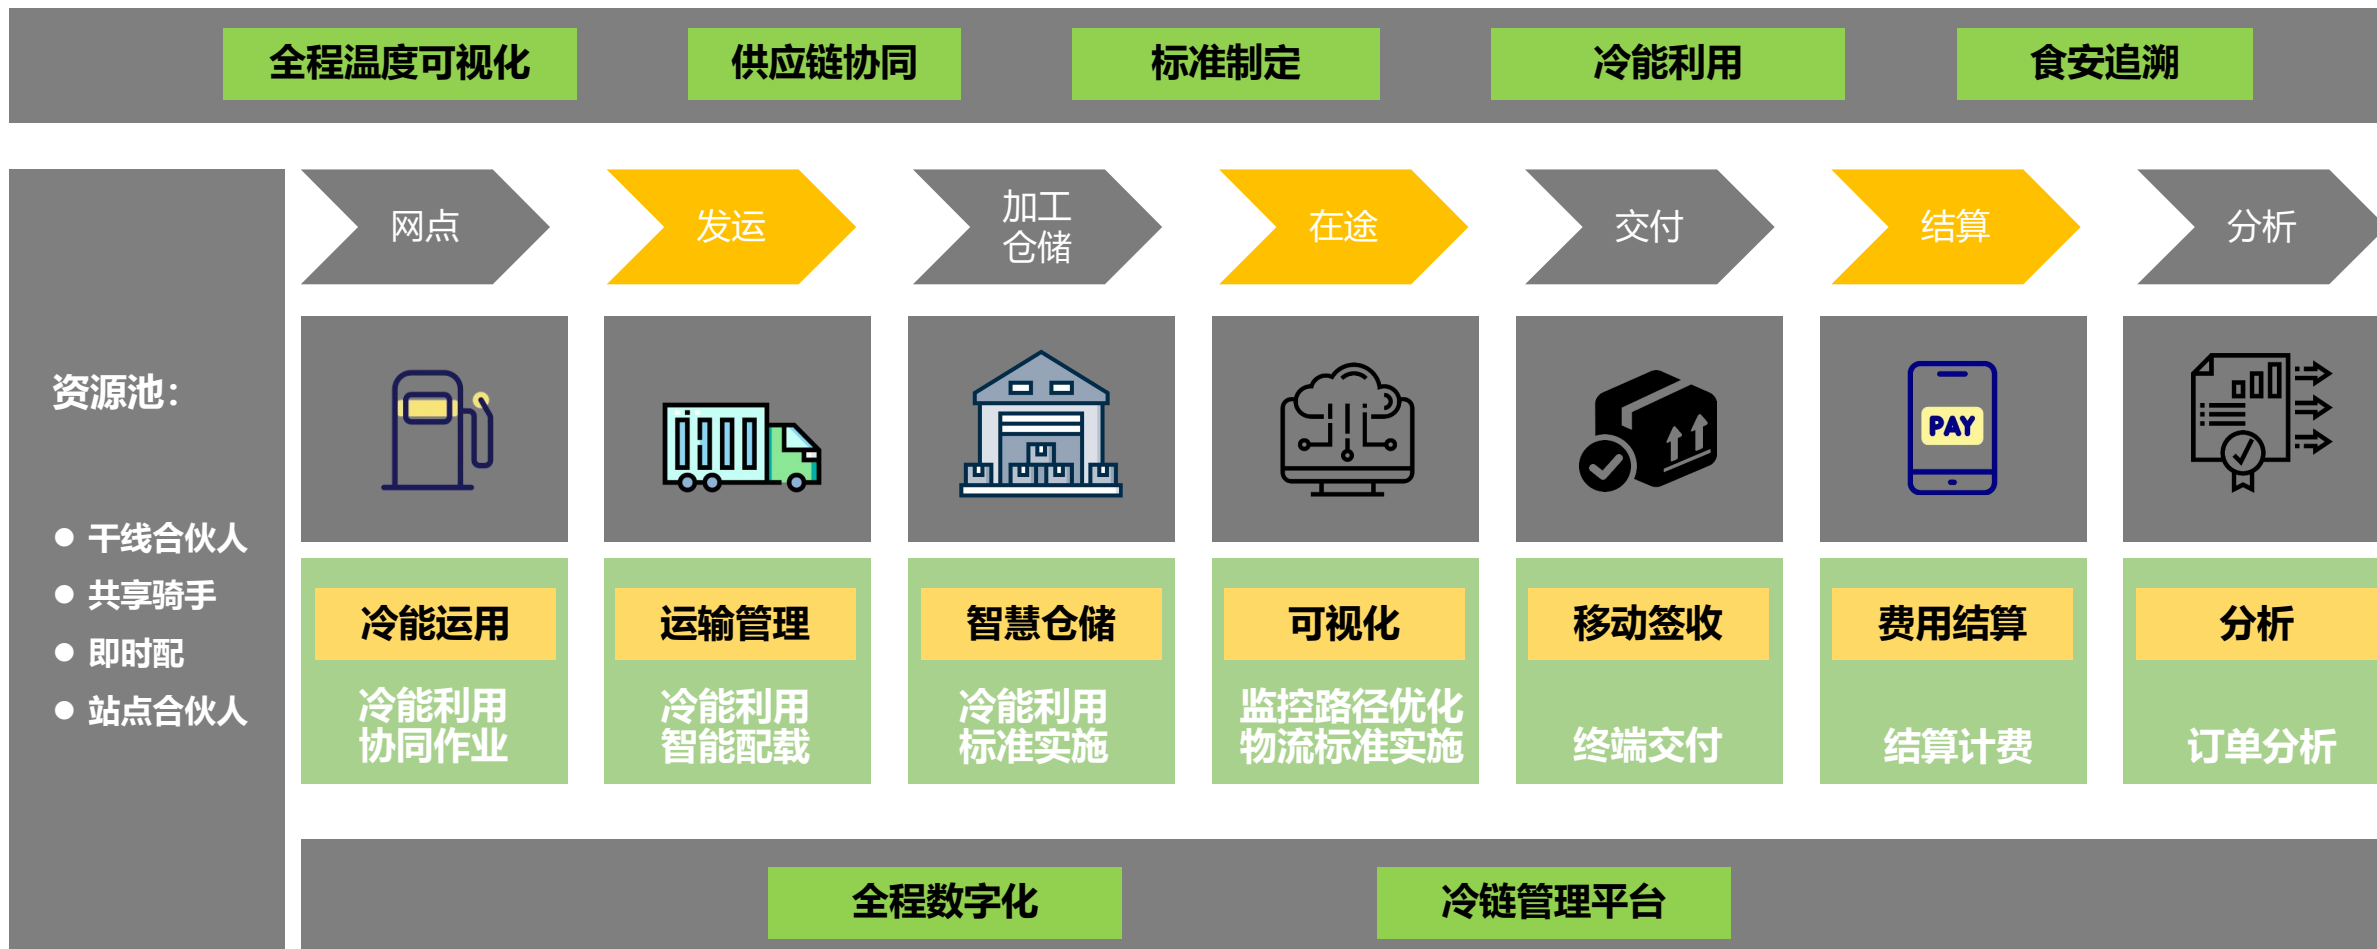 全程温度可视化
供应链协同
标准制定
冷能利用
食安追溯
资源池：
干线合伙人
共享骑手
即时配
站点合伙人
网点
发运
加工
仓储
在途
交付
结算
分析
PAY
冷能运用
运输管理
智慧仓储
可视化
移动签收
费用结算
分析
冷能利用
协同作业
冷能利用
智能配载
冷能利用
标准实施
监控路径优化
物流标准实施
终端交付
结算计费
订单分析
全程数字化
冷链管理平台